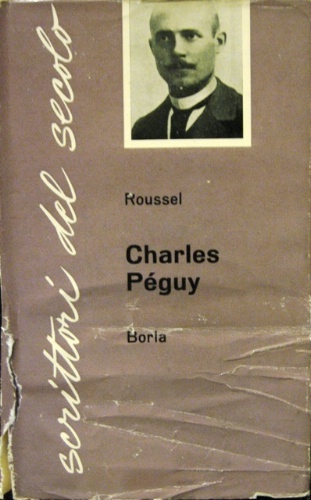 scrittori del secolo
Roussel
Charles
Péguy
Borla